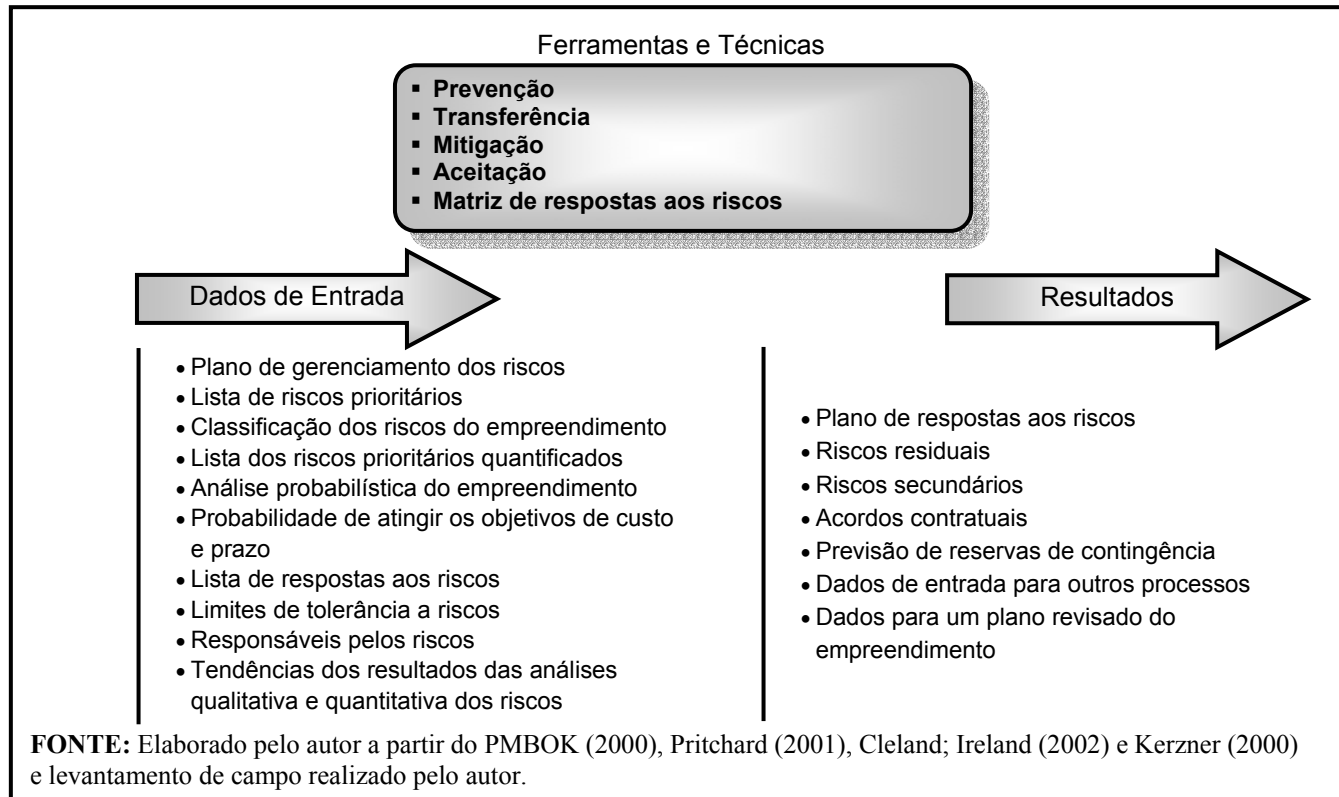 Ferramentas e Técnicas
▪ Prevenção
▪ Transferência
▪ Mitigação
▪ Aceitação
▪ Matriz de respostas aos riscos
Dados de Entrada
• Plano de gerenciamento dos riscos
• Lista de riscos prioritários
• Classificação dos riscos do empreendimento
• Lista dos riscos prioritários quantificados
• Análise probabilística do empreendimento
• Probabilidade de atingir os objetivos de custo
e prazo
• Lista de respostas aos riscos
• Limites de tolerância a riscos
• Responsáveis pelos riscos
• Tendências dos resultados das análises
qualitativa e quantitativa dos riscos
Resultados
• Plano de respostas aos riscos
• Riscos residuais
• Riscos secundários
• Acordos contratuais
• Previsão de reservas de contingência
• Dados de entrada para outros processos
• Dados para um plano revisado do
empreendimento
FONTE: Elaborado pelo autor a partir do PMBOK (2000), Pritchard (2001), Cleland; Ireland (2002) e Kerzner (2000)
e levantamento de campo realizado pelo autor.